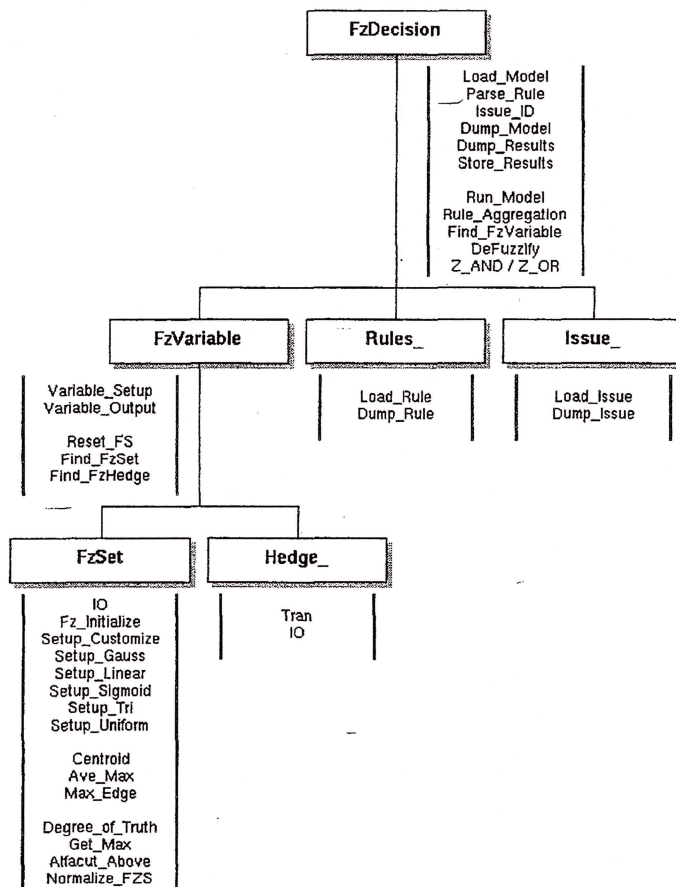 FzDecision
Load_Model
Parse_Rule
Issue_ID
Dump_Model
Dump_Results
Store_Results
Run_Model
Rule_Aggregation
Find_FzVariable
DeFuzzify
Z_AND / Z_OR
FzVariable
Variable_Setup
Variable_Output
Reset_FS
Find_FzSet
Find_FzHedge
Rules_
Load_Rule
Dump_Rule
Issue_
Load_Issue
Dump_Issue
FzSet
IO
Fz_Initialize
Setup_Customize
Setup_Gauss
Setup_Linear
Setup_Sigmoid
Setup_Tri
Setup_Uniform
Centroid
Ave_Max
Max_Edge
Degree_of_Truth
Get_Max
Alfacut_Above
Normalize_FZS
Hedge_
Tran
IO